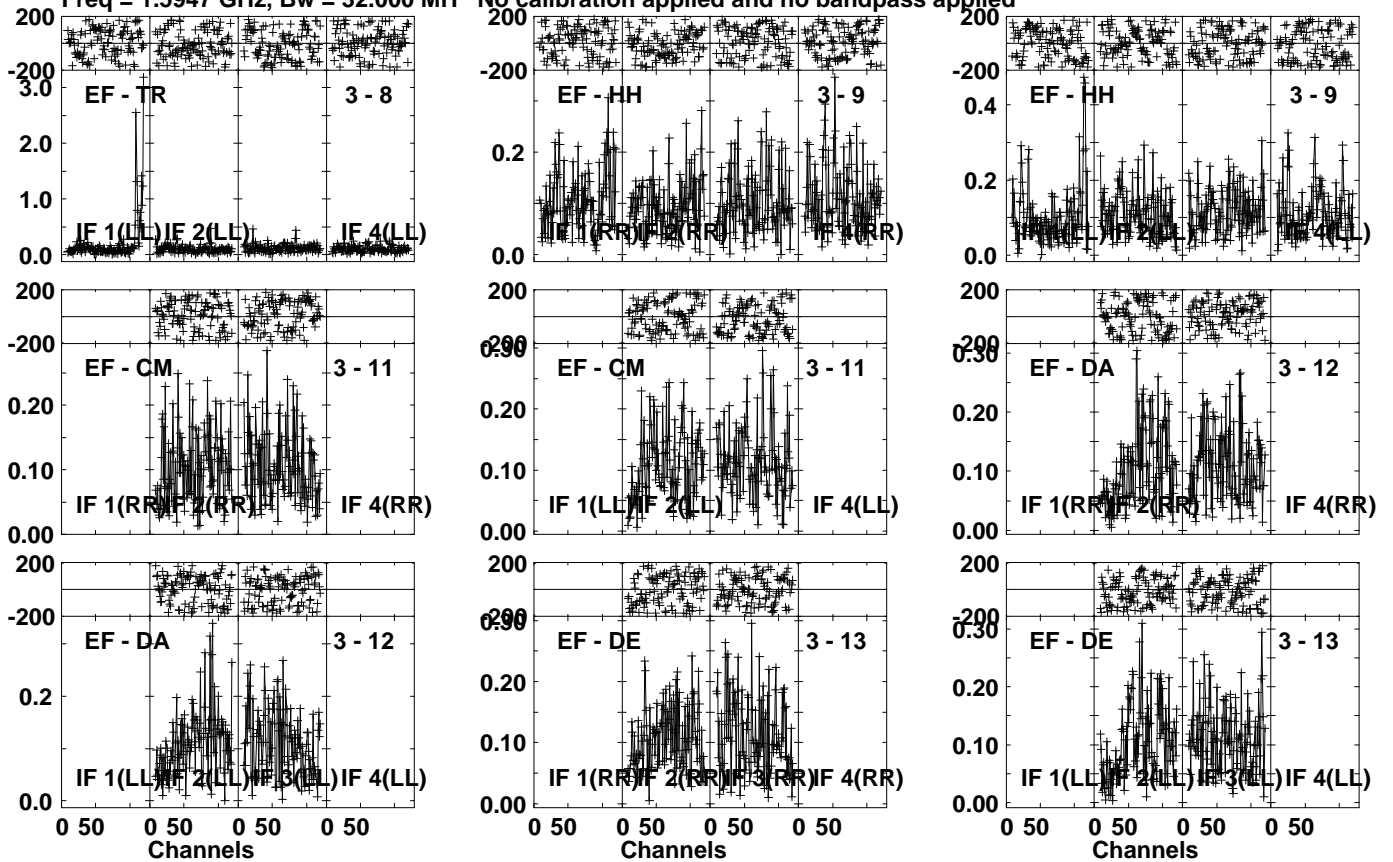 Freq = 1.5947 GHz, Bw = 32.000 MH No calibration applied and no bandpass applied
200
-200
3.0
2.0
1.0
0.0
EF - TR 3 - 8
IF 1(LL) IF 2(LL) IF 4(LL)
200
-200
0.2
0.0
EF - HH 3 - 9
IF 1(RR) IF 2(RR) IF 4(RR)
200
-200
0.4
0.2
0.0
EF - HH 3 - 9
IF 1(LL) IF 2(LL) IF 4(LL)
200
-200
0.20
0.10
0.00
EF - CM 3 - 11
IF 1(RR) IF 2(RR) IF 4(RR)
200
-200
0.30
0.20
0.10
0.00
EF - CM 3 - 11
IF 1(LL) IF 2(LL) IF 4(LL)
200
-200
0.30
0.20
0.10
0.00
EF - DA 3 - 12
IF 1(RR) IF 2(RR) IF 4(RR)
200
-200
0.2
0.0
EF - DA 3 - 12
IF 1(LL) IF 2(LL) IF 3(LL) IF 4(LL)
0 50 0 50 0 50 0 50
Channels
200
-200
0.30
0.20
0.10
0.00
EF - DE 3 - 13
IF 1(RR) IF 2(RR) IF 3(RR) IF 4(RR)
0 50 0 50 0 50 0 50
Channels
200
-200
0.30
0.20
0.10
0.00
EF - DE 3 - 13
IF 1(LL) IF 2(LL) IF 3(LL) IF 4(LL)
0 50 0 50 0 50 0 50
Channels